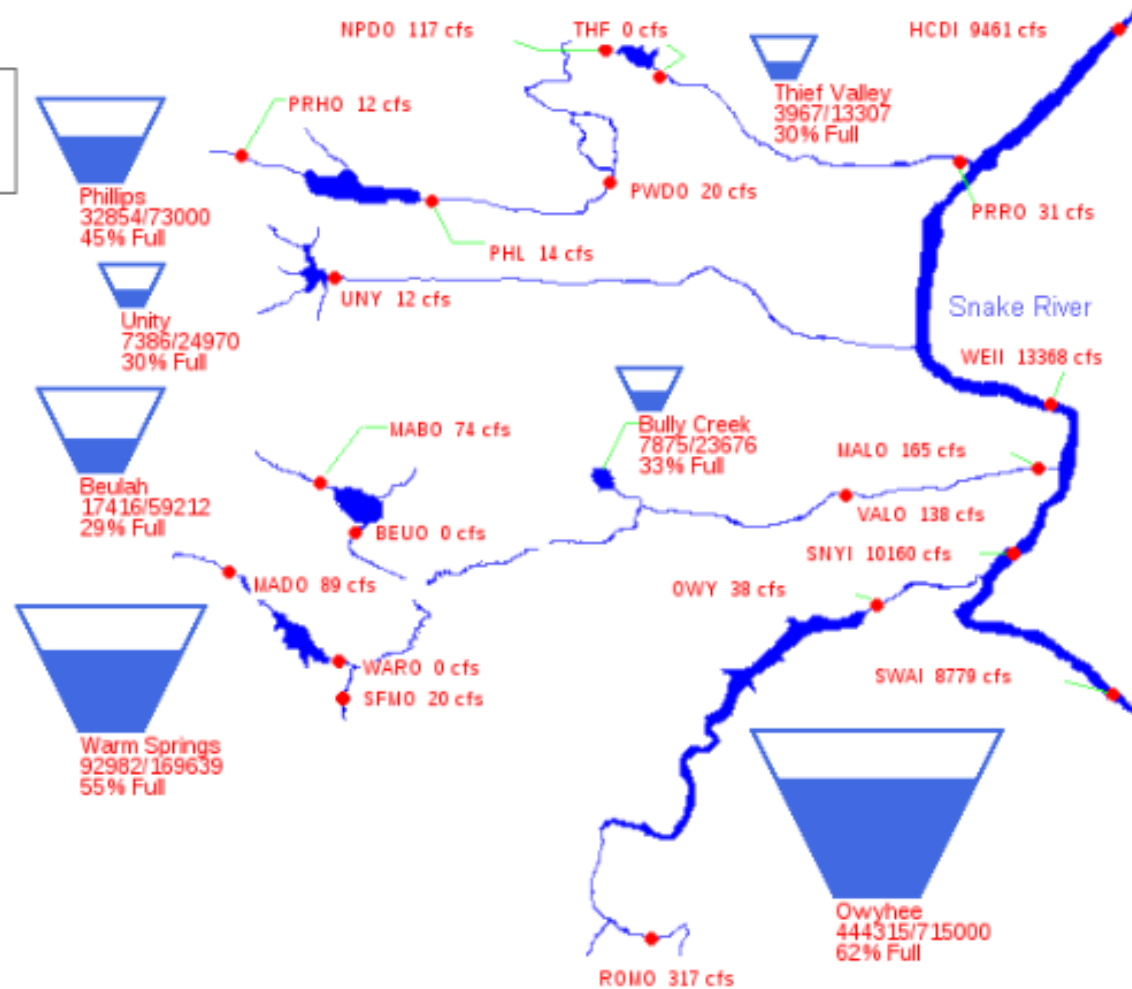 NPDO 117 cfs
THF 0 cfs
HCDI 9461 cfs
PRHO 12 cfs
Thief Valley
3967/13307
30% Full
Phillips
32854/73000
45% Full
PWDO 20 cfs
PRRO 31 cfs
PHL 14 cfs
UNY 12 cfs
Unity
7386/24970
30% Full
Snake River
WEII 13368 cfs
MABO 74 cfs
Bully Creek
7875/23676
33% Full
MALO 165 cfs
Beulah
17416/59212
29% Full
BEUO 0 cfs
VALO 138 cfs
SNYI 10160 cfs
MADO 89 cfs
OWY 38 cfs
WARO 0 cfs
SFMO 20 cfs
SWAI 8779 cfs
Warm Springs
92982/169639
55% Full
Owyhee
444315/715000
62% Full
ROMO 317 cfs